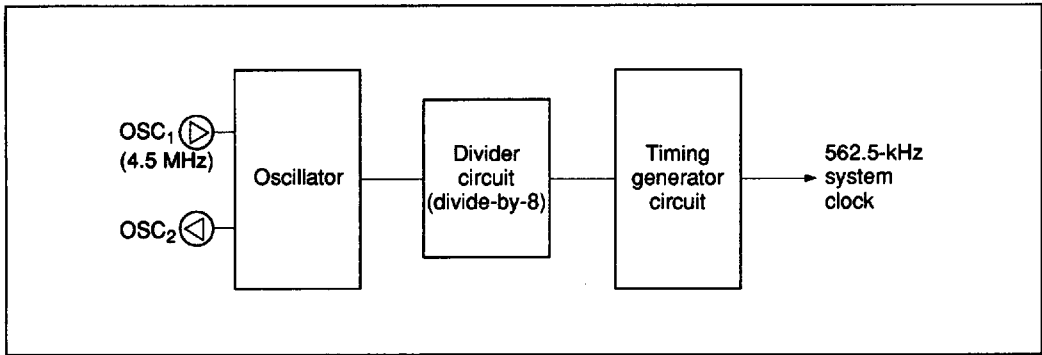 OSC₁
(4.5 MHz)
OSC₂
Oscillator
Divider
circuit
(divide-by-8)
Timing
generator
circuit
562.5-kHz
system
clock